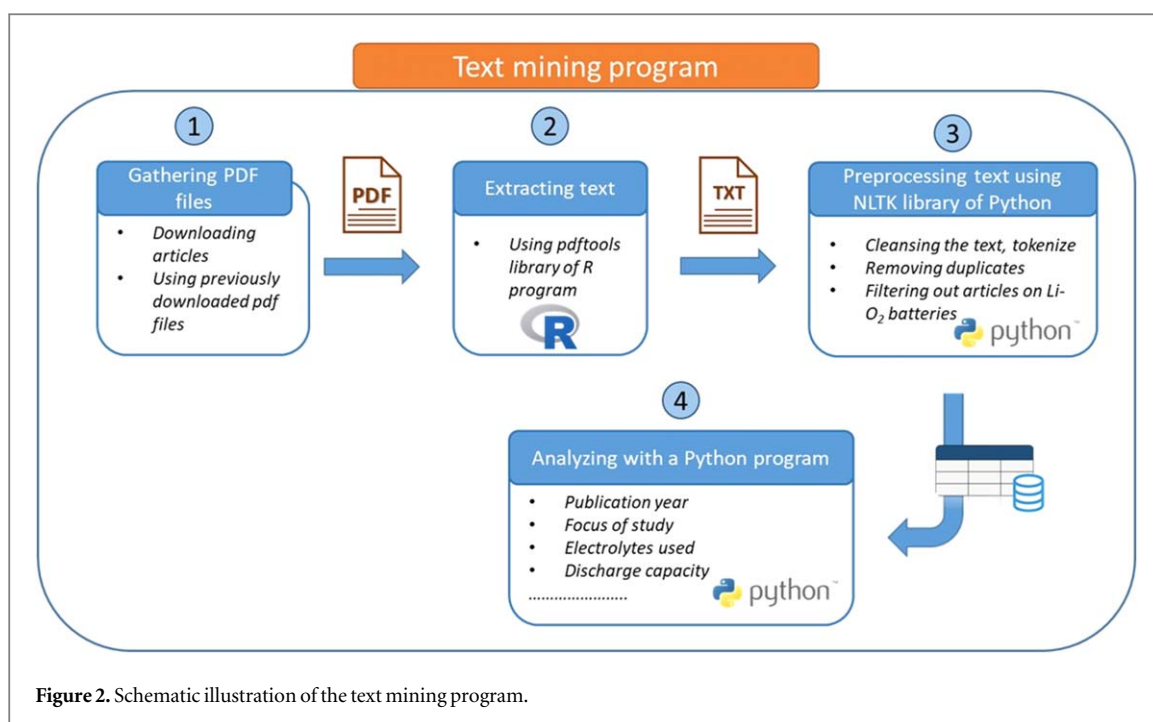 Text mining program
1
Gathering PDF
files
• Downloading
articles
• Using previously
downloaded pdf
files
PDF
2
Extracting text
• Using pdftools
library of R
program
R
TXT
3
Preprocessing text using
NLTK library of Python
• Cleansing the text, tokenize
• Removing duplicates
• Filtering out articles on Li-
O2 batteries
python™
4
Analyzing with a Python program
• Publication year
• Focus of study
• Electrolytes used
• Discharge capacity
.......................
python™
Figure 2. Schematic illustration of the text mining program.